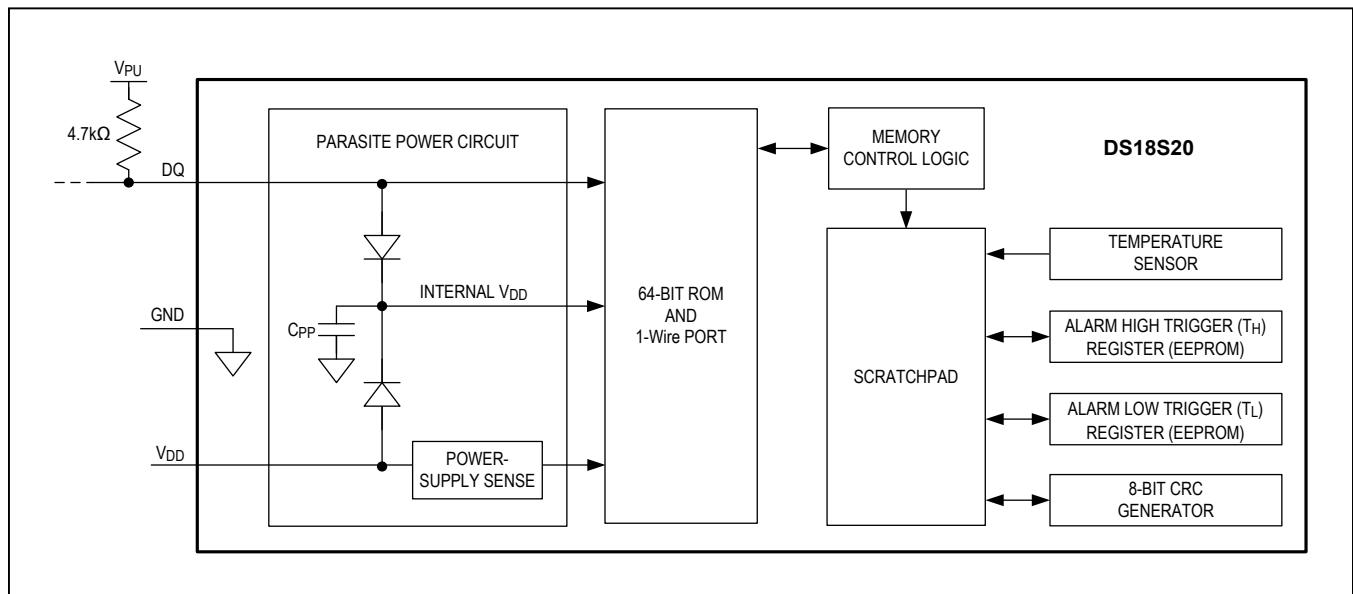 VPU
4.7kΩ
DQ
GND
VDD
PARASITE POWER CIRCUIT
INTERNAL VDD
CPP
POWER-
SUPPLY SENSE
64-BIT ROM
AND
1-Wire PORT
MEMORY
CONTROL LOGIC
SCRATCHPAD
DS18S20
TEMPERATURE
SENSOR
ALARM HIGH TRIGGER (TH)
REGISTER (EEPROM)
ALARM LOW TRIGGER (TL)
REGISTER (EEPROM)
8-BIT CRC
GENERATOR